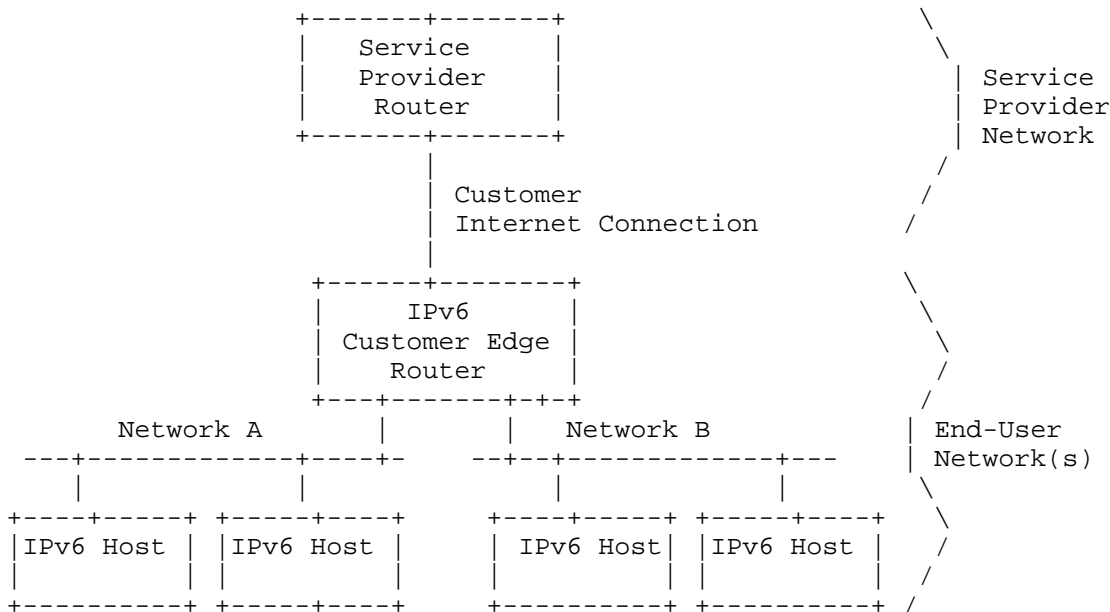 Service
Provider
Router
Service
Provider
Network
Customer
Internet Connection
IPv6
Customer Edge
Router
Network A
Network B
End-User
Network(s)
IPv6 Host
IPv6 Host
IPv6 Host
IPv6 Host